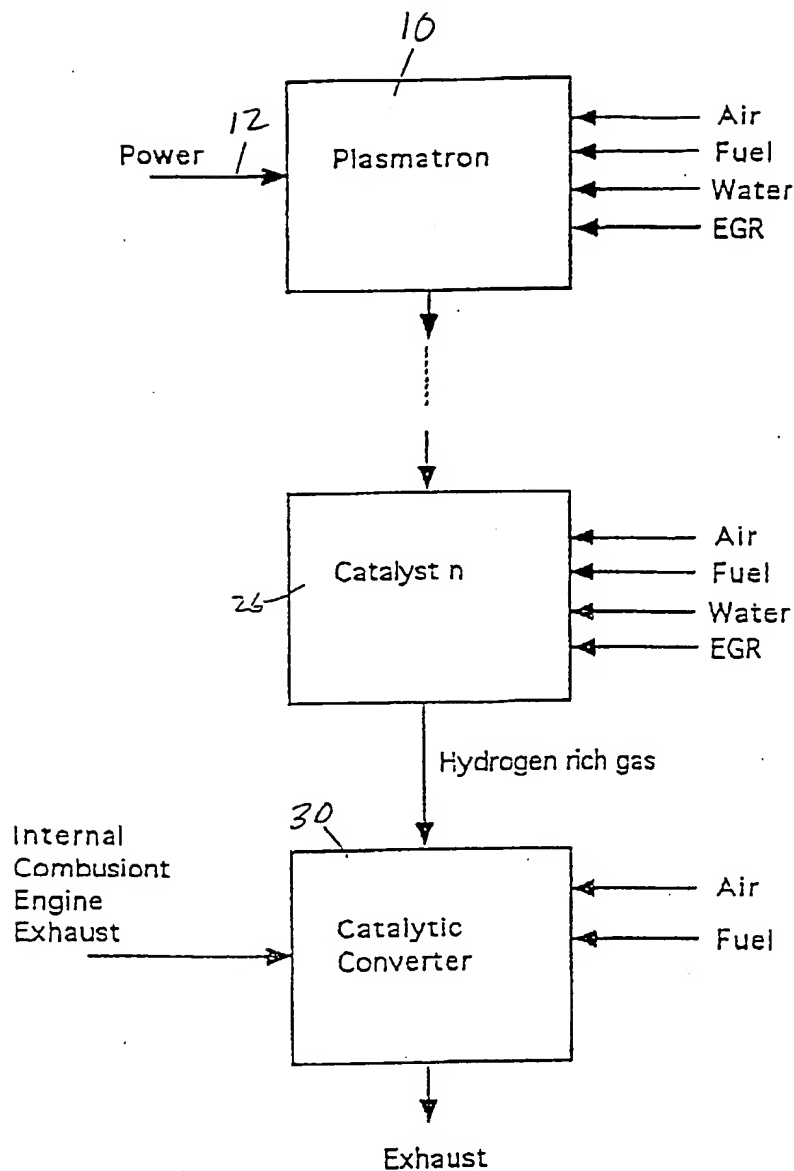 10
12
Power
Plasmatron
Air
Fuel
Water
EGR
26
Catalyst n
Air
Fuel
Water
EGR
Hydrogen rich gas
30
Internal
Combusiont
Engine
Exhaust
Catalytic
Converter
Air
Fuel
Exhaust